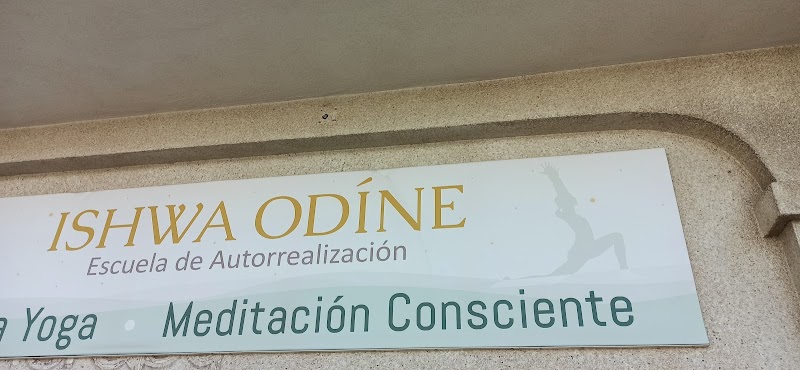 ISHWA ODÍNE
Escuela de Autorrealización
a Yoga · Meditación Consciente